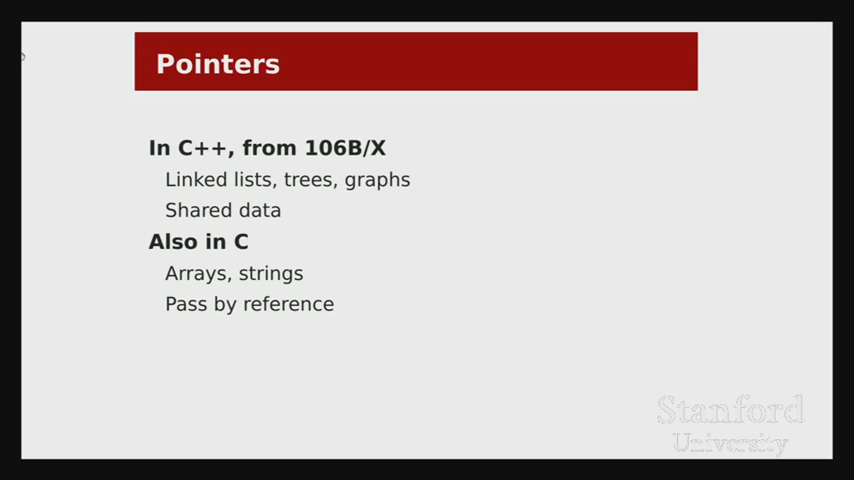 Pointers
In C++, from 106B/X
Linked lists, trees, graphs
Shared data
Also in C
Arrays, strings
Pass by reference
Stanford
University